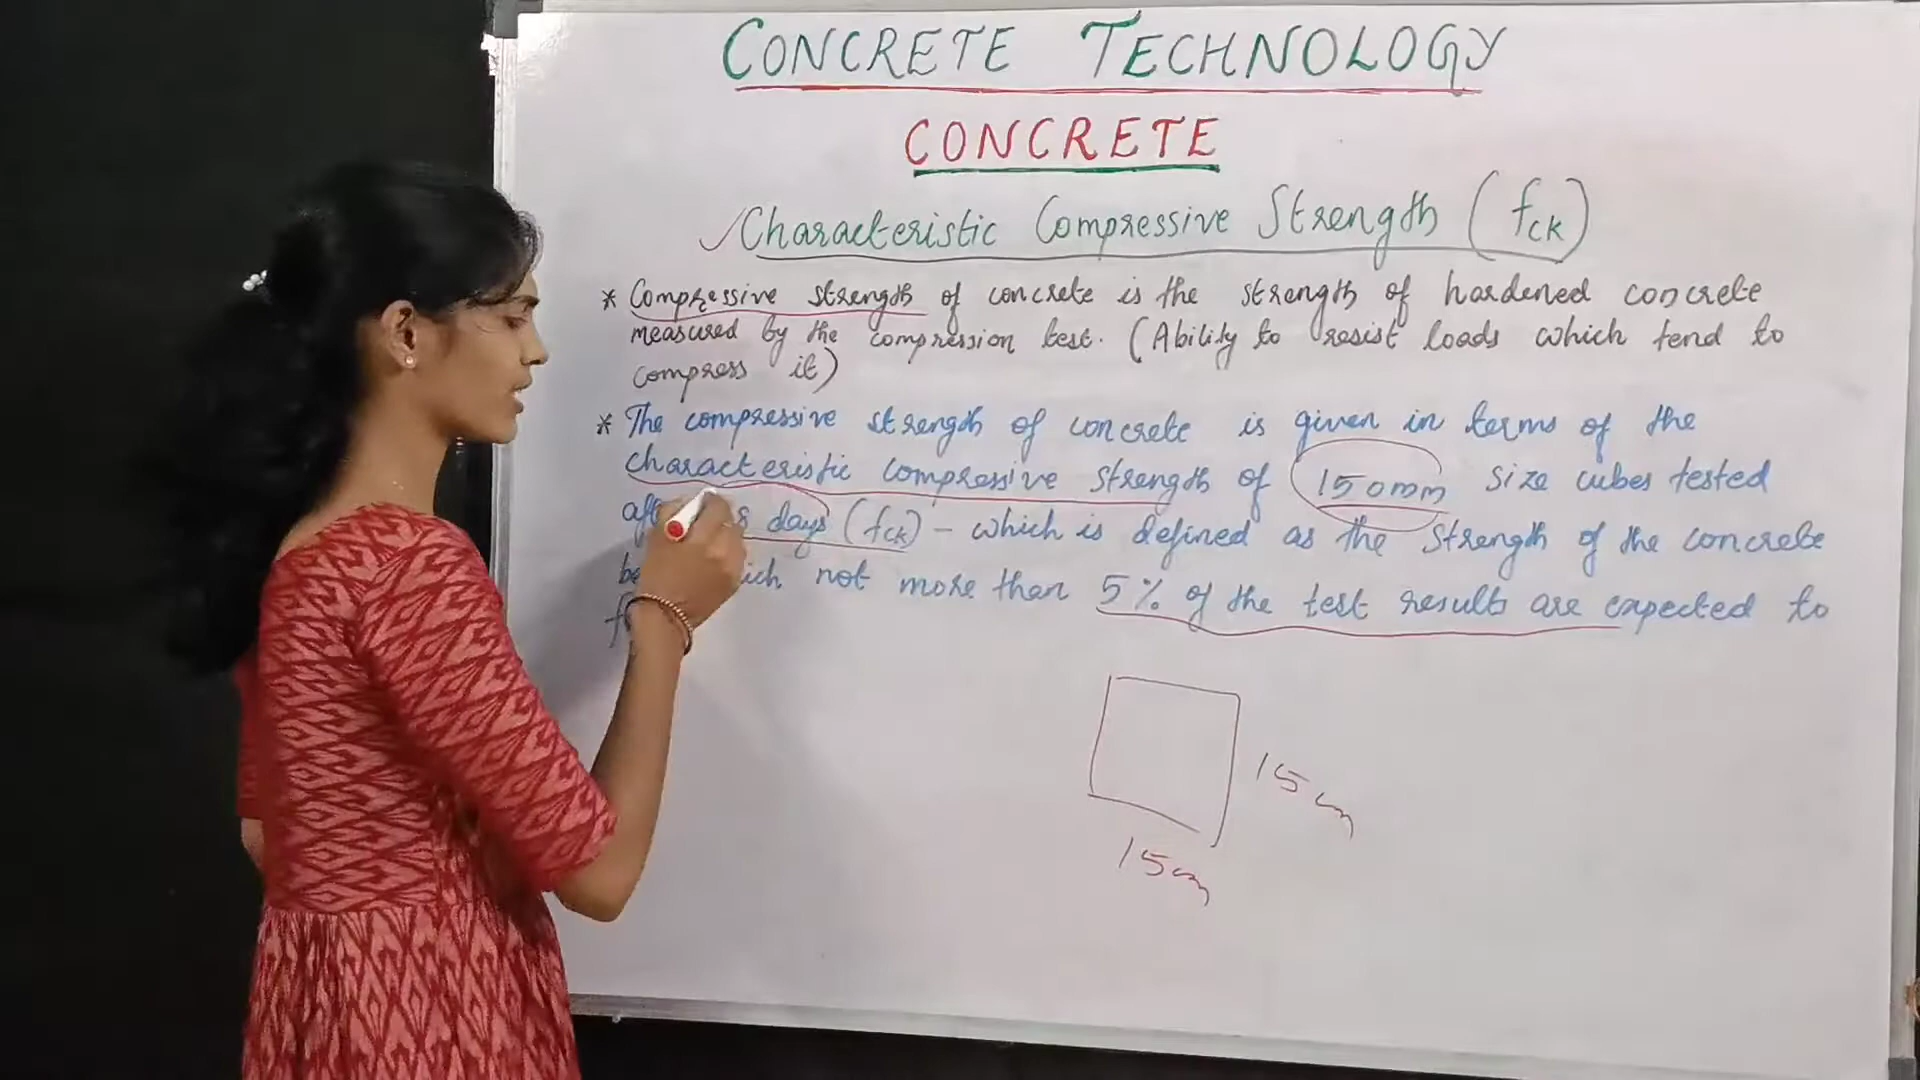 CONCRETE TECHNOLOGY
CONCRETE
✓Characteristic Compressive Strength (fck)
* Compressive strength of concrete is the strength of hardened concrete
measured by the compression test. (Ability to resist loads which tend to
compress it)
* The compressive strength of concrete is given in terms of the
characteristic compressive strength of 150mm size cubes tested
8 days (fck) - which is defined as the strength of the concrete
not more than 5% of the test results are expected to
15cm
15cm